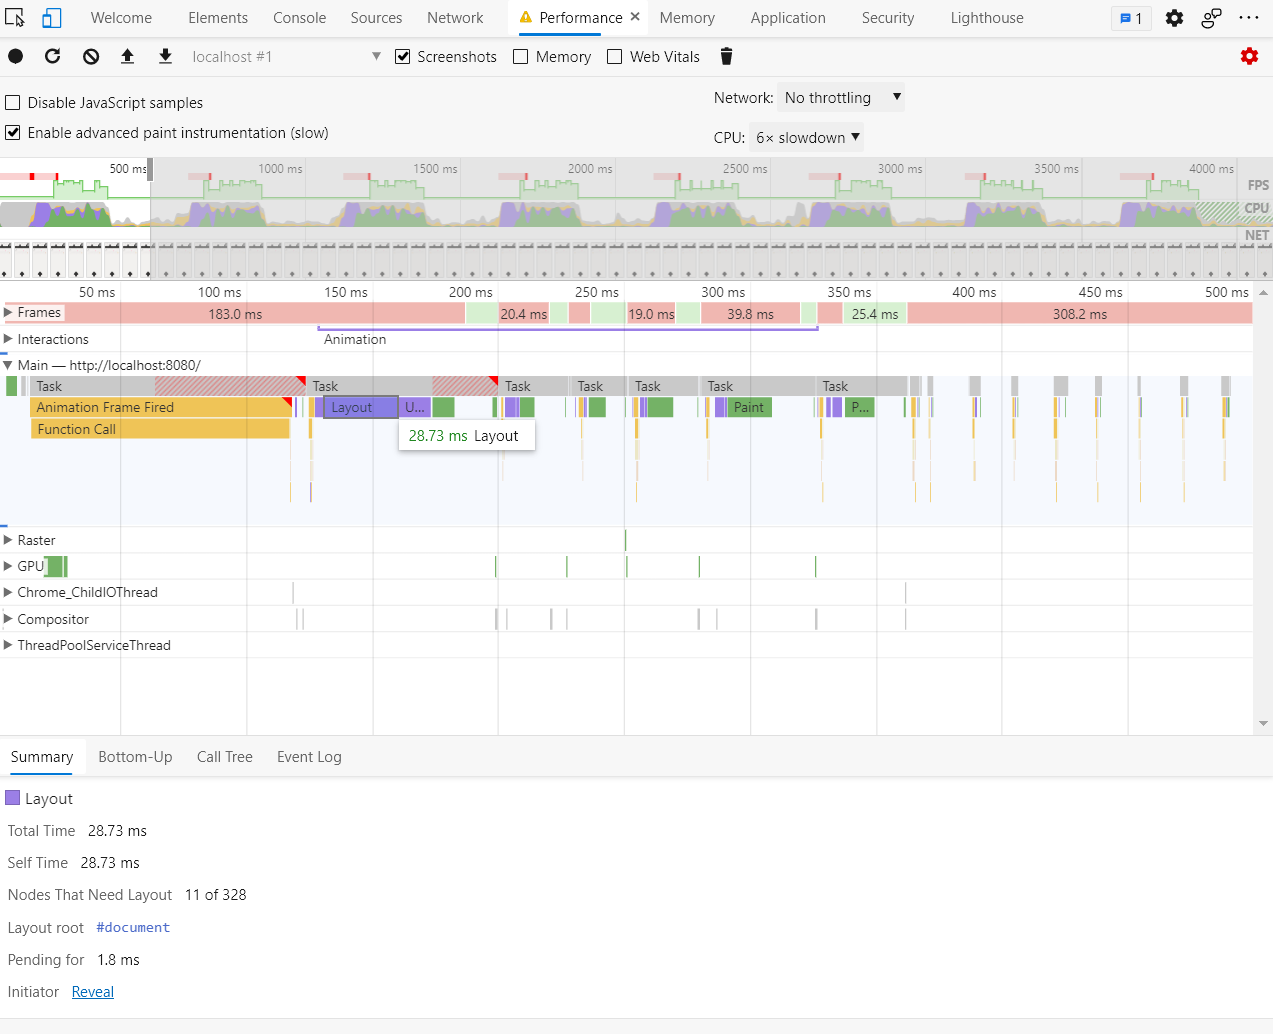 Welcome Elements Console Sources Network Performance Memory Application Security Lighthouse 1
localhost #1 Screenshots Memory Web Vitals
Disable JavaScript samples Network: No throttling
Enable advanced paint instrumentation (slow) CPU: 6× slowdown
500 ms 1000 ms 1500 ms 2000 ms 2500 ms 3000 ms 3500 ms 4000 ms
FPS
CPU
NET
50 ms 100 ms 150 ms 200 ms 250 ms 300 ms 350 ms 400 ms 450 ms 500 ms
Frames 183.0 ms 20.4 ms 19.0 ms 39.8 ms 25.4 ms 308.2 ms
Interactions Animation
Main — http://localhost:8080/
Task Task Task Task Task Task Task
Animation Frame Fired Layout U... Paint P...
Function Call
28.73 ms Layout
Raster
GPU
Chrome_ChildIOThread
Compositor
ThreadPoolServiceThread
Summary Bottom-Up Call Tree Event Log
Layout
Total Time 28.73 ms
Self Time 28.73 ms
Nodes That Need Layout 11 of 328
Layout root #document
Pending for 1.8 ms
Initiator Reveal